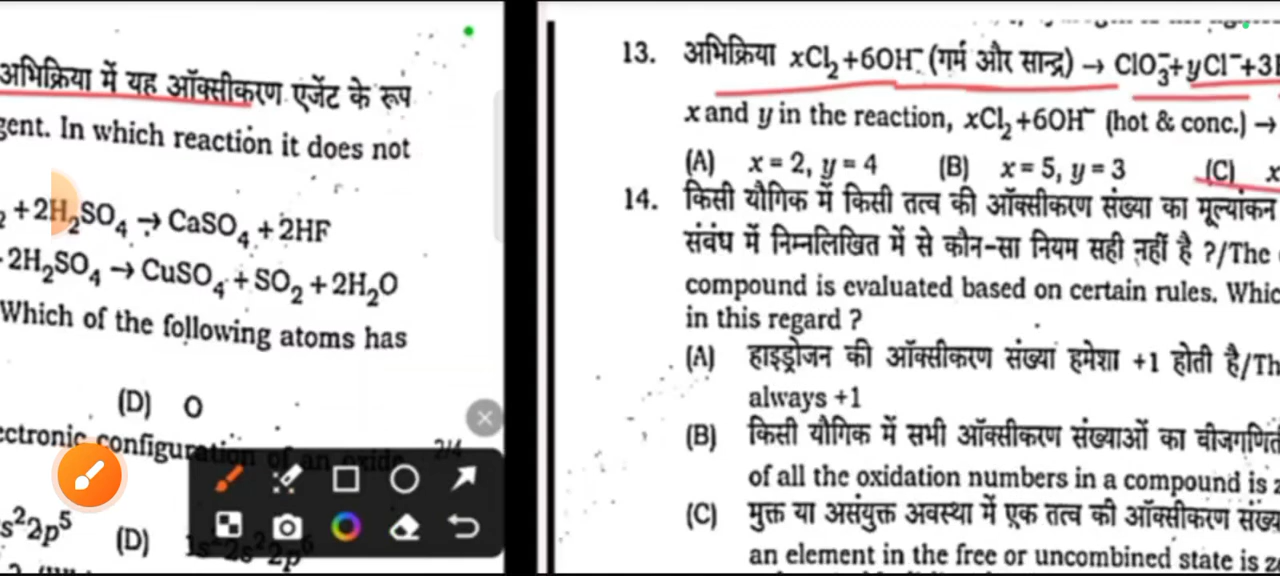 अभिक्रिया में यह ऑक्सीकरण एजेंट के रूप
gent. In which reaction it does not
+2H₂SO₄ → CaSO₄ + 2HF
2H₂SO₄ → CuSO₄ + SO₂ + 2H₂O
Which of the following atoms has
(D) O
ectronic configuration of an oxide
2/4
s²2p⁵ (D) 1s²2s²2p⁶
13. अभिक्रिया xCl₂+6OH⁻ (गर्म और सान्द्र) → ClO₃⁻+yCl⁻+3
x and y in the reaction, xCl₂+6OH⁻ (hot & conc.) →
(A) x = 2, y = 4 (B) x = 5, y = 3 (C) x
14. किसी यौगिक में किसी तत्व की ऑक्सीकरण संख्या का मूल्यांकन
संबंध में निम्नलिखित में से कौन-सा नियम सही नहीं है ?/The
compound is evaluated based on certain rules. Whic
in this regard ?
(A) हाइड्रोजन की ऑक्सीकरण संख्या हमेशा +1 होती है/Th
always +1
(B) किसी यौगिक में सभी ऑक्सीकरण संख्याओं का बीजगणित
of all the oxidation numbers in a compound is
(C) मुक्त या असंयुक्त अवस्था में एक तत्व की ऑक्सीकरण संख्
an element in the free or uncombined state is